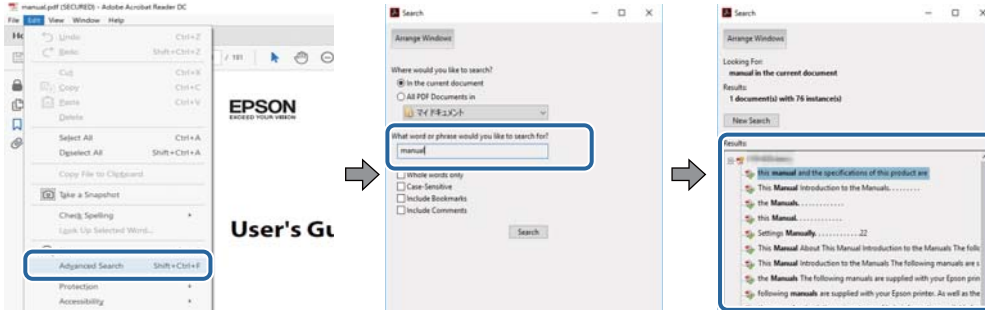 manual.pdf (SECURED) - Adobe Acrobat Reader DC
File Edit View Window Help
Undo Ctrl+Z
Redo Shift+Ctrl+Z
Cut Ctrl+X
Copy Ctrl+C
Paste Ctrl+V
Delete
Select All Ctrl+A
Deselect All Shift+Ctrl+A
Copy File to Clipboard
Take a Snapshot
Check Spelling
Look Up Selected Word...
Advanced Search Shift+Ctrl+F
Protection
Accessibility
/ 191
EPSON
EXCEED YOUR VISION
User's Gu
Search
Arrange Windows
Where would you like to search?
In the current document
All PDF Documents in
マイ ドキュメント
What word or phrase would you like to search for?
manual
Whole words only
Case-Sensitive
Include Bookmarks
Include Comments
Search
Search
Arrange Windows
Looking For:
manual in the current document
Results:
1 document(s) with 76 instance(s)
New Search
Results:
this manual and the specifications of this product are
This Manual Introduction to the Manuals. . . . . . . . .
the Manuals. . . . . . . . . . . . .
this Manual. . . . . . . . . . . . .
Settings Manually. . . . . . . . . . . . .22
This Manual About This Manual Introduction to the Manuals The follo
This Manual Introduction to the Manuals The following manuals are s
the Manuals The following manuals are supplied with your Epson prin
following manuals are supplied with your Epson printer. As well as the